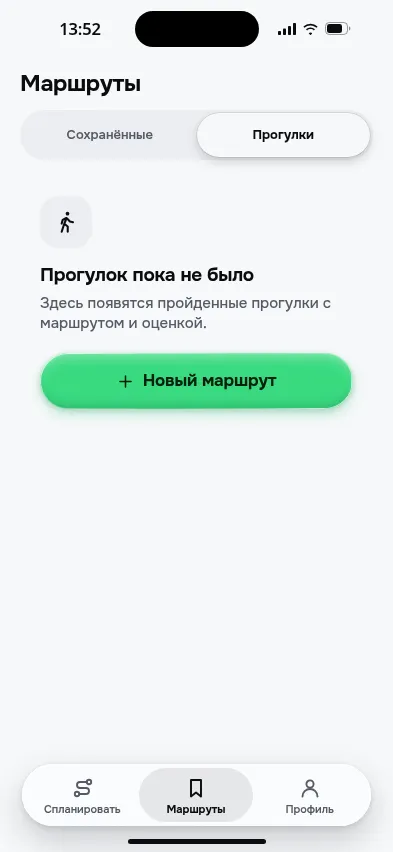 13:52
Маршруты
Сохранённые
Прогулки
Прогулок пока не было
Здесь появятся пройденные прогулки с
маршрутом и оценкой.
+ Новый маршрут
Спланировать
Маршруты
Профиль